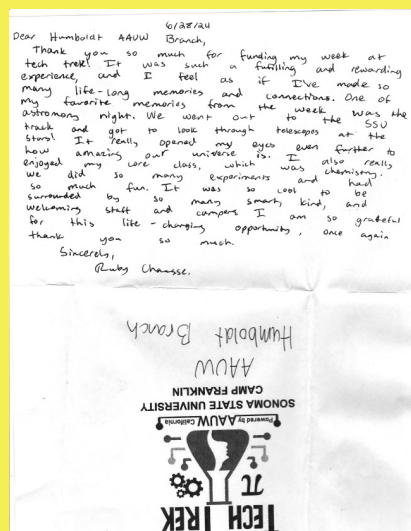 6/28/24
Dear Humboldt AAUW Branch,
Thank you so much for funding my week at
tech trek! It was such a fulfilling and rewarding
experience, and I feel as if I've made so
many life-long memories and connections. One of
my favorite memories from the week was the
astromony night. We went out to the SSU
track and got to look through telescopes at the
stars! It really opened my eyes even further to
how amazing our universe is. I also really
enjoyed my core class, which was chemistry.
we did so many experiments and had
so much fun. It was so cool to be
surrounded by so many smart, kind, and
welcoming staff and campers I am so grateful
for this life-changing opportunity, once again
thank you so much.
Sincerely,
Ruby
Humboldt Branch
AAUW
CAMP FRANKLIN
SONOMA STATE UNIVERSITY
Powered by AAUW California
π
TECH TREK